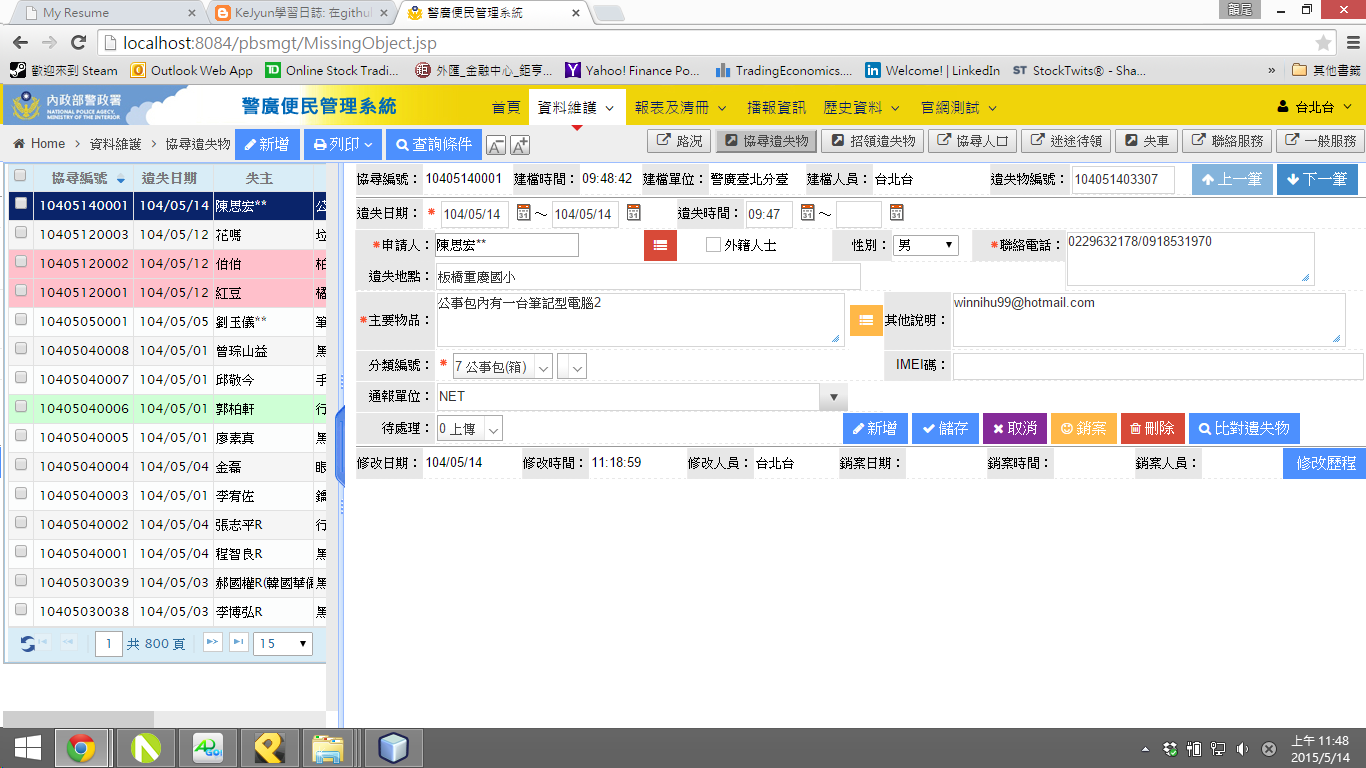 My Resume
KeJyun學習日誌: 在githul
警廣便民管理系統
韻尾
localhost:8084/pbsmgt/MissingObject.jsp
歡迎來到 Steam Outlook Web App Online Stock Tradi... 外匯_金融中心_鉅亨... Yahoo! Finance Po... TradingEconomics.... Welcome! | LinkedIn StockTwits® - Sha... » 其他書籤
內政部警政署
NATIONAL POLICE AGENCY,
MINISTRY OF THE INTERIOR
警廣便民管理系統
首頁 資料維護 報表及清冊 播報資訊 歷史資料 官網測試 台北台
Home > 資料維護 > 協尋遺失物 新增 列印 查詢條件 A- A+
路況 協尋遺失物 招領遺失物 協尋人口 迷途待領 失車 聯絡服務 一般服務
協尋編號 遺失日期 失主
10405140001 104/05/14 陳思宏** 公
10405120003 104/05/12 花嗎 垃
10405120002 104/05/12 伯伯 柏
10405120001 104/05/12 紅豆 橘
10405050001 104/05/05 劉玉儀** 筆
10405040008 104/05/01 曾琮山益 黑
10405040007 104/05/01 邱敬今 手
10405040006 104/05/01 郭柏軒 行
10405040005 104/05/01 廖素真 黑
10405040004 104/05/04 金磊 眼
10405040003 104/05/01 李宥佐 鑰
10405040002 104/05/04 張志平R 行
10405040001 104/05/04 程智良R 黑
10405030039 104/05/03 郝國權R(韓國華僑 黑
10405030038 104/05/03 李博弘R 黑
1 共 800 頁 15
協尋編號： 10405140001 建檔時間： 09:48:42 建檔單位： 警廣臺北分臺 建檔人員： 台北台 遺失物編號： 104051403307 上一筆 下一筆
遺失日期： * 104/05/14 ～ 104/05/14 遺失時間： 09:47 ～
*申請人： 陳思宏** 外籍人士 性別： 男 *聯絡電話： 0229632178/0918531970
遺失地點： 板橋重慶國小
*主要物品： 公事包內有一台筆記型電腦2 其他說明： winnihu99@hotmail.com
分類編號： * 7 公事包(箱) IMEI碼：
通報單位： NET
待處理： 0 上傳 新增 儲存 取消 銷案 刪除 比對遺失物
修改日期： 104/05/14 修改時間： 11:18:59 修改人員： 台北台 銷案日期： 銷案時間： 銷案人員： 修改歷程
上午 11:48
2015/5/14